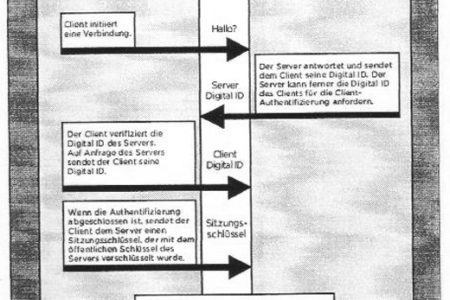 Client initiiert
eine Verbindung.
Hallo?
Der Server antwortet und sendet
dem Client seine Digital ID. Der
Server kann ferner die Digital ID
des Clients für die Client-
Authentifizierung anfordern.
Server
Digital ID
Der Client verifiziert die
Digital ID des Servers.
Auf Anfrage des Servers
sendet der Client seine
Digital ID.
Client
Digital ID
Wenn die Authentifizierung
abgeschlossen ist, sendet der
Client dem Server einen
Sitzungsschlüssel, der mit dem
öffentlichen Schlüssel des
Servers verschlüsselt wurde.
Sitzungs-
schlüssel